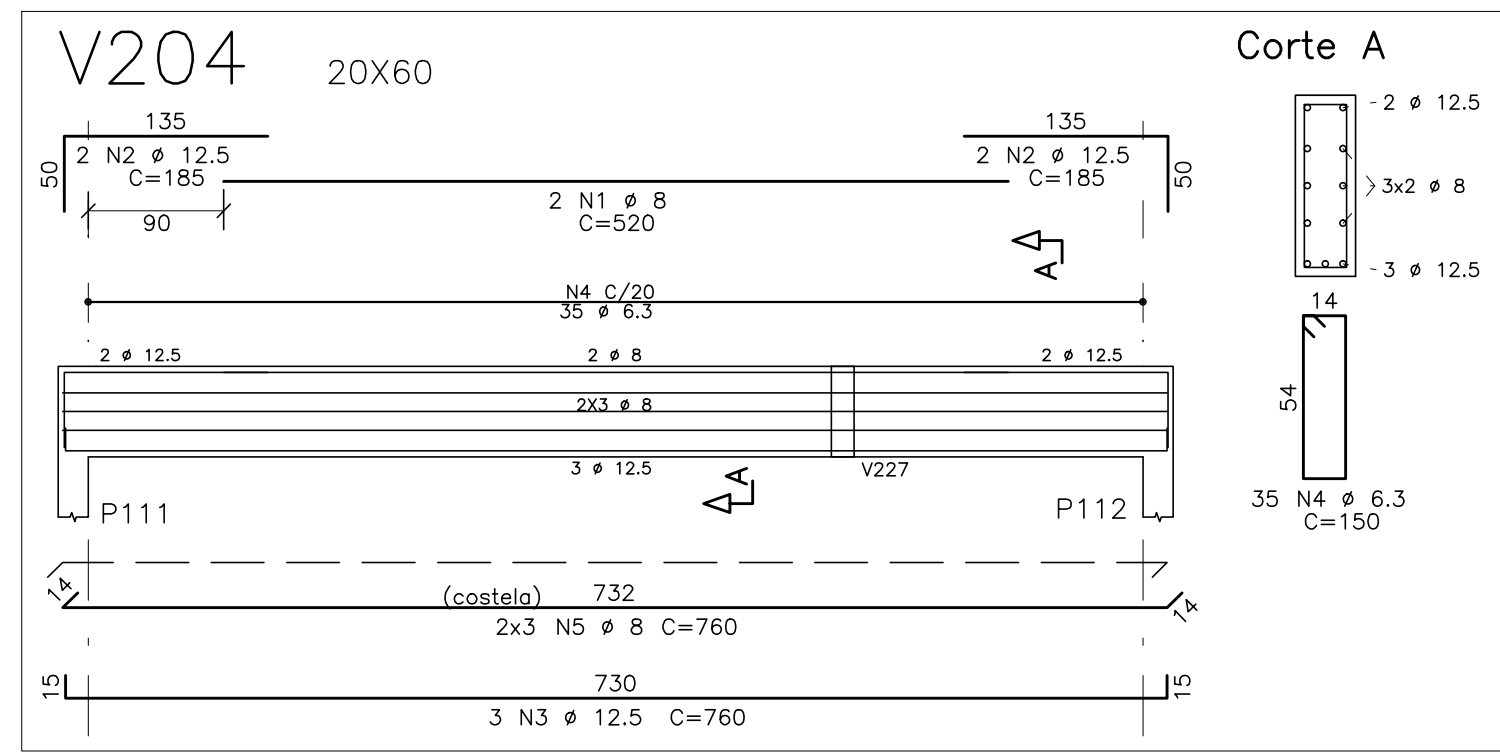 V204 20X60
Corte A
135
135
2 N2 ø 12.5
C=185
50
90
2 N1 ø 8
C=520
2 N2 ø 12.5
C=185
50
A
N4 C/20
35 ø 6.3
2 ø 12.5
2 ø 8
2 ø 12.5
2X3 ø 8
3 ø 12.5
A
V227
P111
P112
14
(costela) 732
2x3 N5 ø 8 C=760
14
15
730
3 N3 ø 12.5 C=760
15
-2 ø 12.5
3x2 ø 8
-3 ø 12.5
14
54
35 N4 ø 6.3
C=150